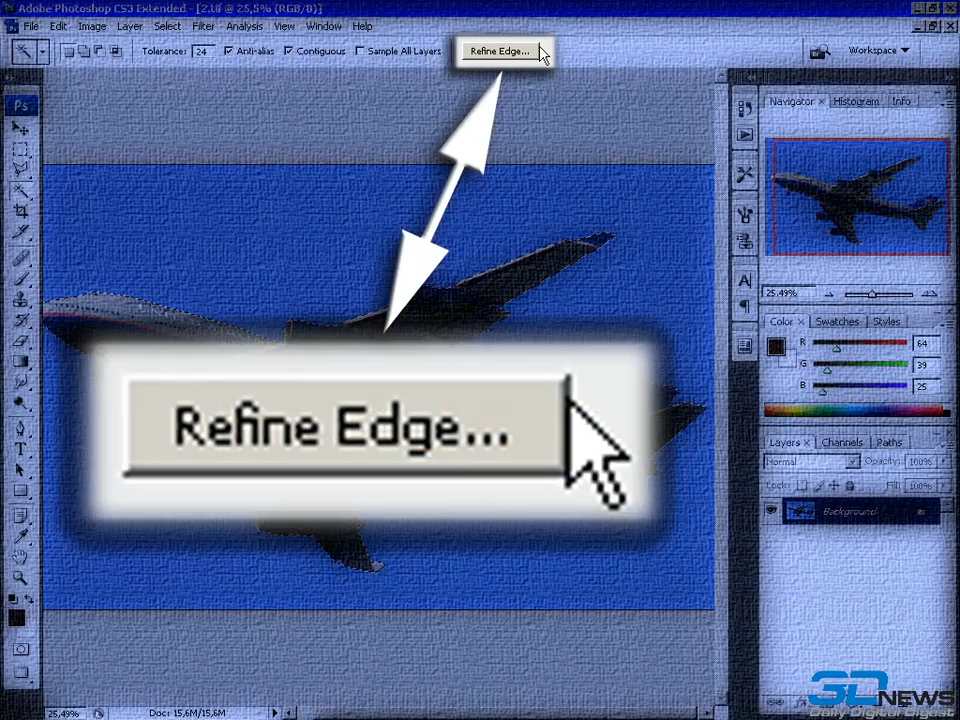 Adobe Photoshop CS3 Extended - [2.tif @ 25,5% (RGB/8)]
File Edit Image Layer Select Filter Analysis View Window Help
Tolerance: 24 Anti-alias Contiguous Sample All Layers Refine Edge... Workspace
Ps
Navigator × Histogram Info
25.49%
A
Color × Swatches Styles
R 64
G 39
B 25
Refine Edge...
Layers × Channels Paths
Normal Opacity: 100%
Lock: Fill: 100%
Background
T
25,49% Doc: 15,6M/15,6M
3DNEWS
Daily Digital Digest